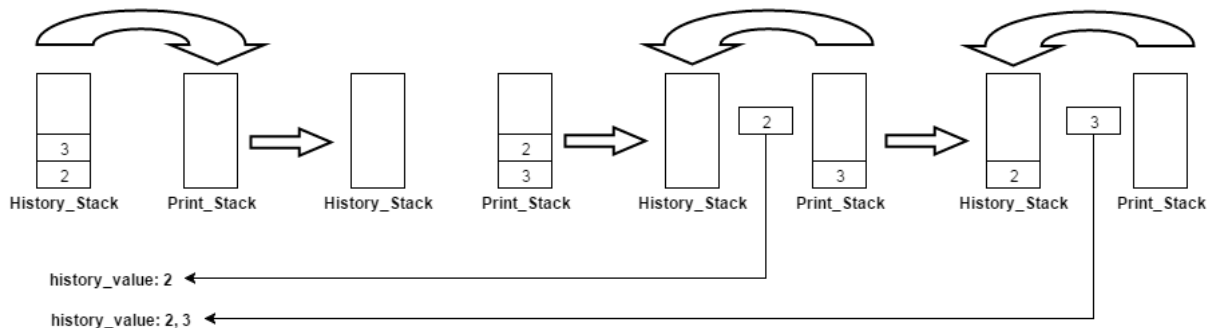 2
3
3
2
2
3
3
2
History_Stack
Print_Stack
History_Stack
Print_Stack
History_Stack
Print_Stack
History_Stack
Print_Stack
history_value: 2
history_value: 2, 3